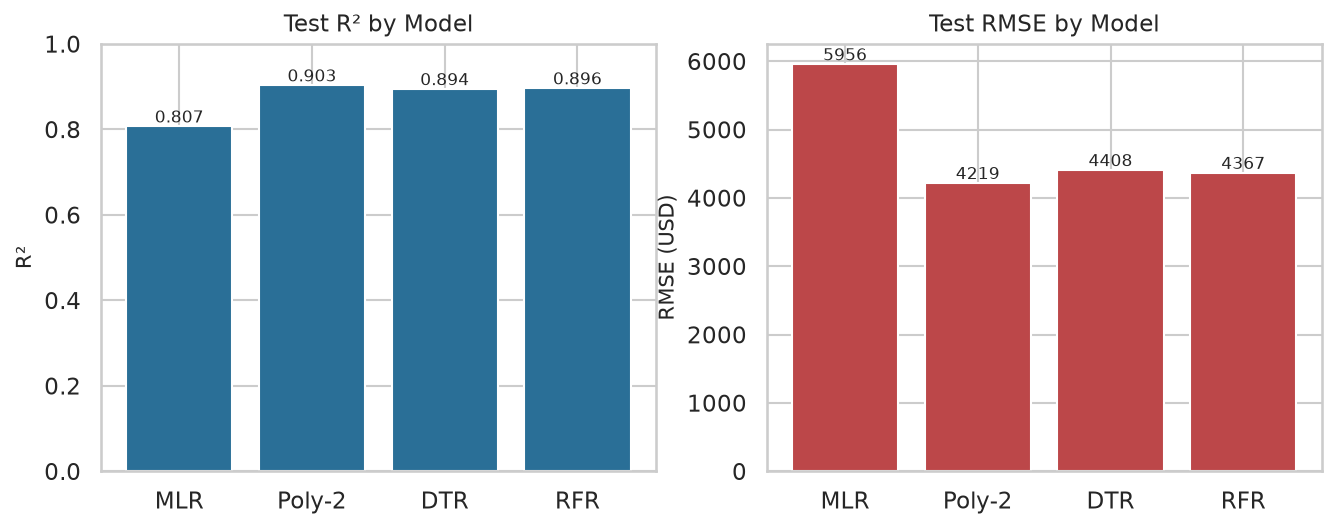 Test R² by Model
R²
1.0
0.8
0.6
0.4
0.2
0.0
0.807
0.903
0.894
0.896
MLR
Poly-2
DTR
RFR
Test RMSE by Model
RMSE (USD)
6000
5000
4000
3000
2000
1000
0
5956
4219
4408
4367
MLR
Poly-2
DTR
RFR